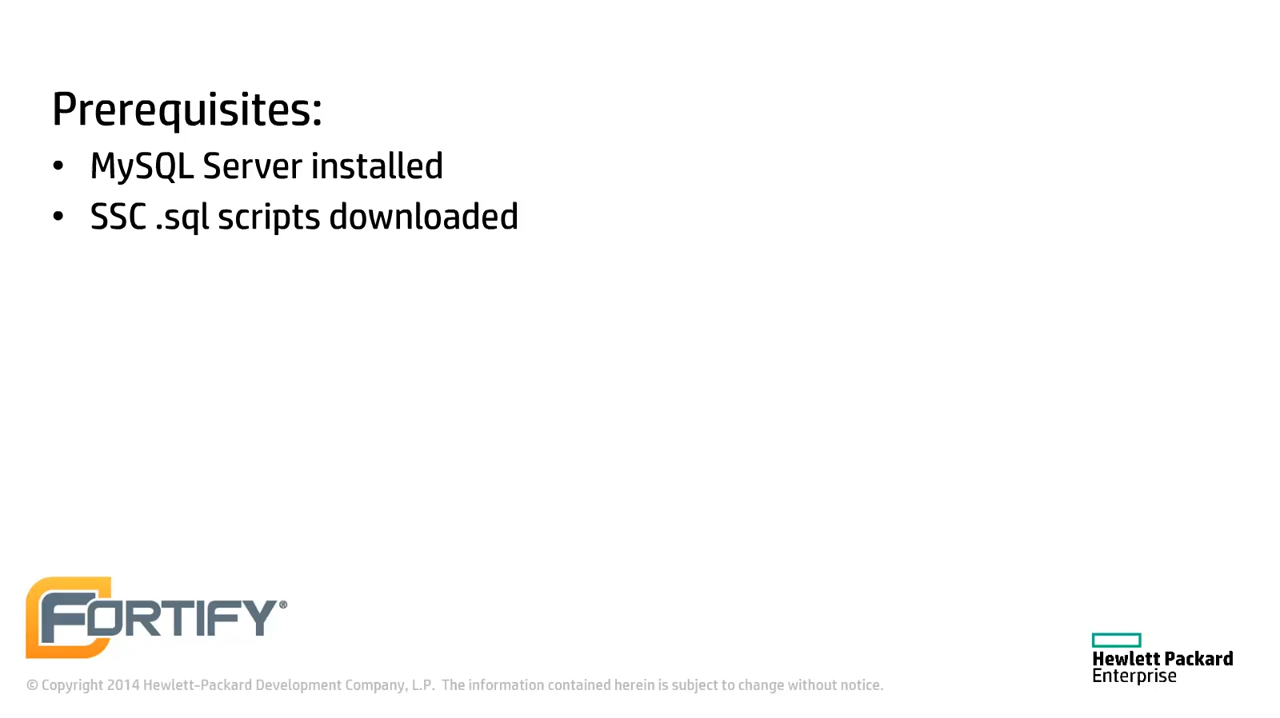 Prerequisites:
• MySQL Server installed
• SSC .sql scripts downloaded
FORTIFY®
Hewlett Packard
Enterprise
© Copyright 2014 Hewlett-Packard Development Company, L.P. The information contained herein is subject to change without notice.